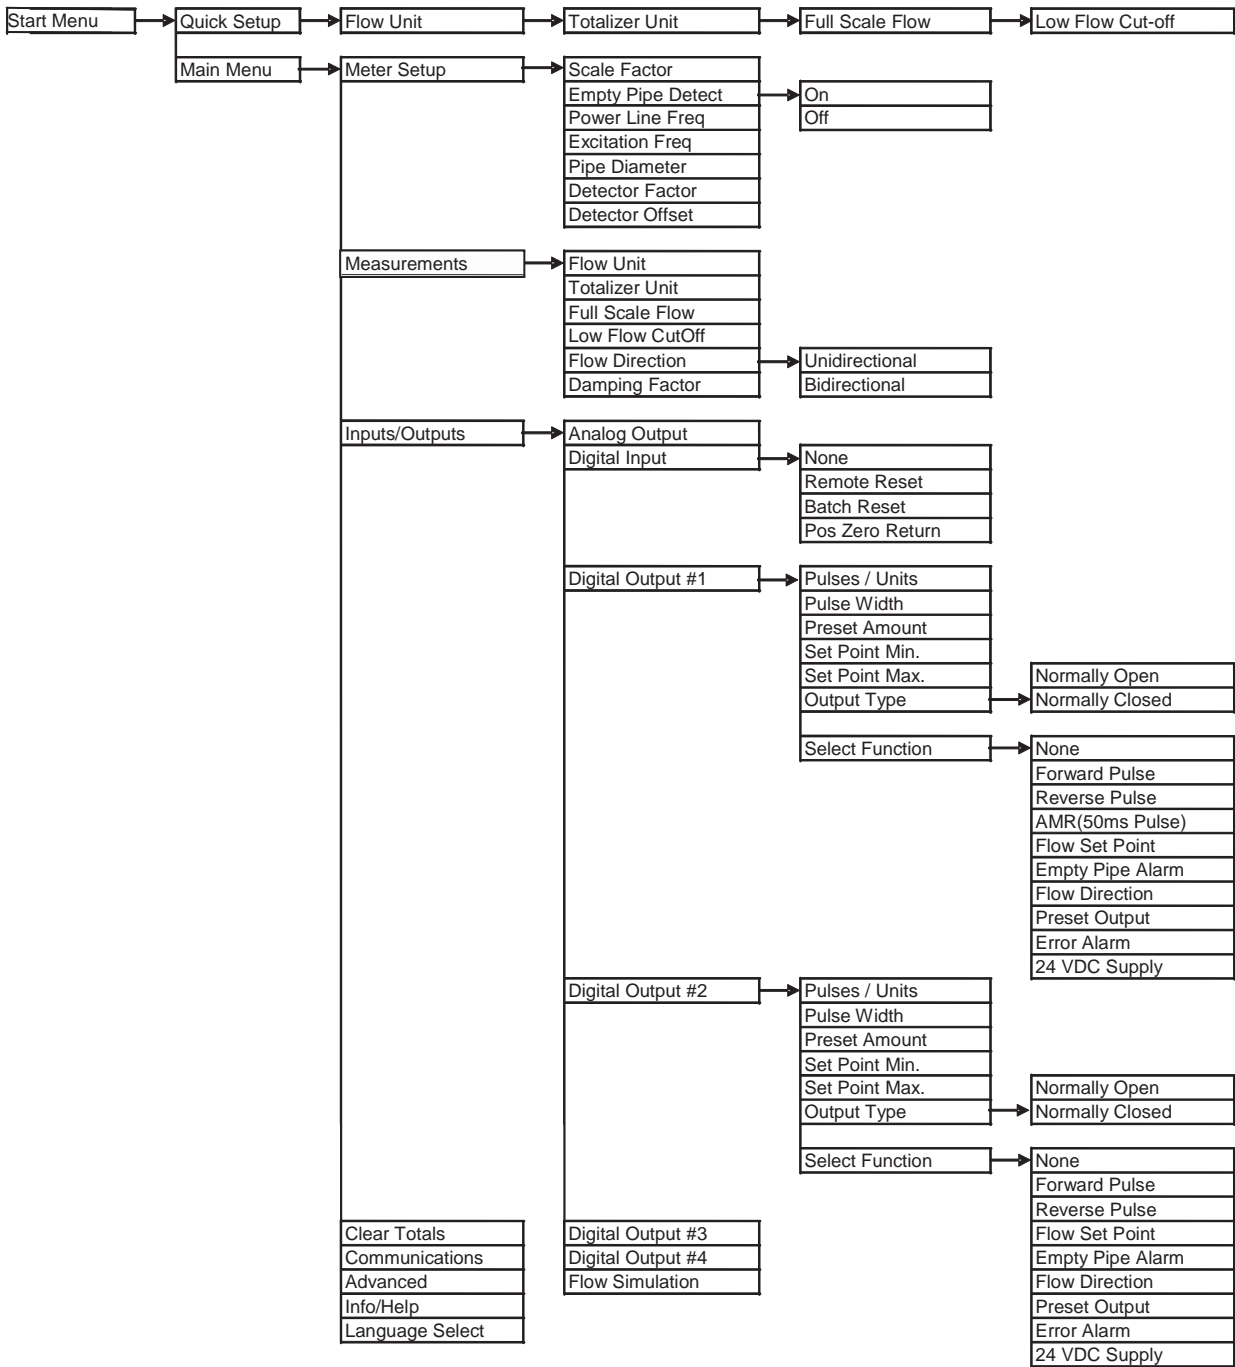 Start Menu Quick Setup Flow Unit Totalizer Unit Full Scale Flow Low Flow Cut-off
Main Menu Meter Setup Scale Factor
Empty Pipe Detect On
Power Line Freq Off
Excitation Freq
Pipe Diameter
Detector Factor
Detector Offset
Measurements Flow Unit
Totalizer Unit
Full Scale Flow
Low Flow CutOff
Flow Direction Unidirectional
Damping Factor Bidirectional
Inputs/Outputs Analog Output
Digital Input None
Remote Reset
Batch Reset
Pos Zero Return
Digital Output #1 Pulses / Units
Pulse Width
Preset Amount
Set Point Min.
Set Point Max. Normally Open
Output Type Normally Closed
Select Function None
Forward Pulse
Reverse Pulse
AMR(50ms Pulse)
Flow Set Point
Empty Pipe Alarm
Flow Direction
Preset Output
Error Alarm
24 VDC Supply
Digital Output #2 Pulses / Units
Pulse Width
Preset Amount
Set Point Min.
Set Point Max. Normally Open
Output Type Normally Closed
Select Function None
Forward Pulse
Reverse Pulse
Clear Totals Digital Output #3 Flow Set Point
Communications Digital Output #4 Empty Pipe Alarm
Advanced Flow Simulation Flow Direction
Info/Help Preset Output
Language Select Error Alarm
24 VDC Supply